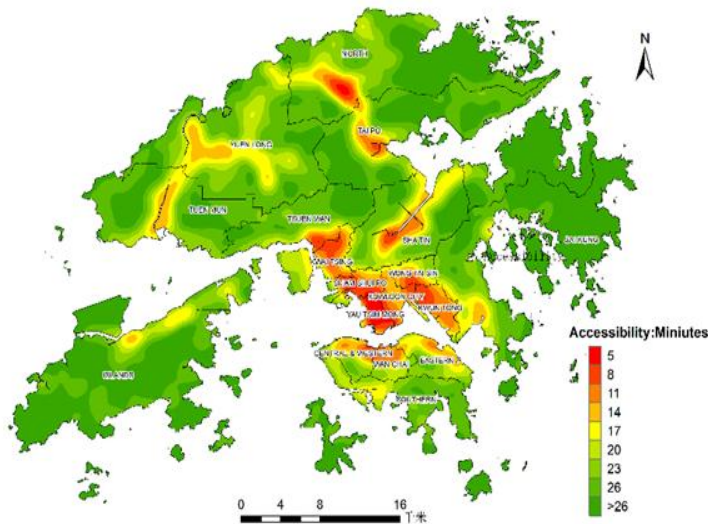 N
NORTH
TAI PO
YUEN LONG
TUEN MUN
TSUEN WAN
SHA TIN
KWAI TSING
WONG TAI SIN
SHAM SHUI PO
KOWLOON CITY
KWUN TONG
YAU TSIM MONG
CENTRAL & WESTERN
WAN CHAI
EASTERN
SOUTHERN
ISLANDS
Accessibility:Miniutes
5
8
11
14
17
20
23
26
>26
0 4 8 16
千米